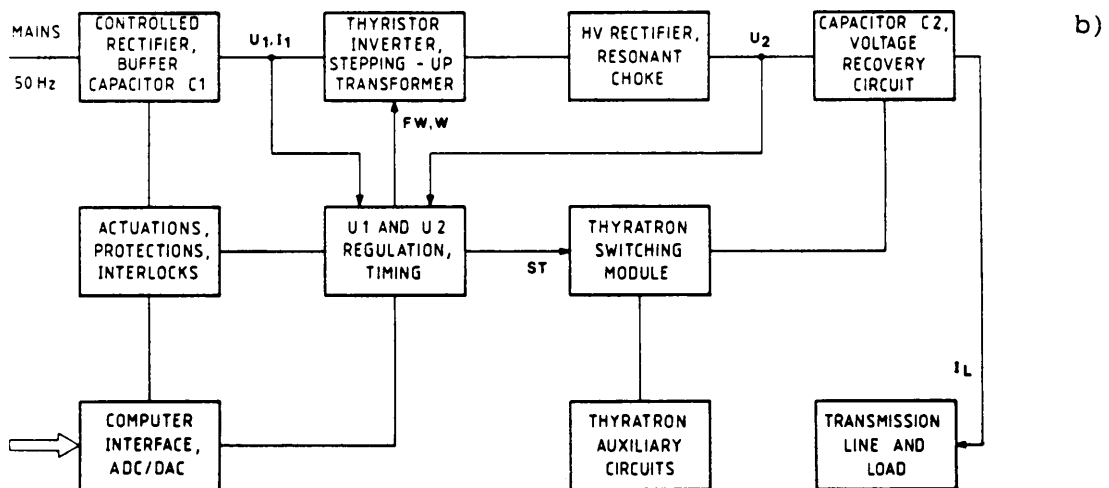 MAINS
50 Hz
CONTROLLED
RECTIFIER,
BUFFER
CAPACITOR C1
U1, I1
THYRISTOR
INVERTER,
STEPPING - UP
TRANSFORMER
HV RECTIFIER,
RESONANT
CHOKE
U2
CAPACITOR C2,
VOLTAGE
RECOVERY
CIRCUIT
b)
FW, W
ACTUATIONS,
PROTECTIONS,
INTERLOCKS
U1 AND U2
REGULATION,
TIMING
ST
THYRATRON
SWITCHING
MODULE
IL
COMPUTER
INTERFACE,
ADC/DAC
THYRATRON
AUXILIARY
CIRCUITS
TRANSMISSION
LINE AND
LOAD